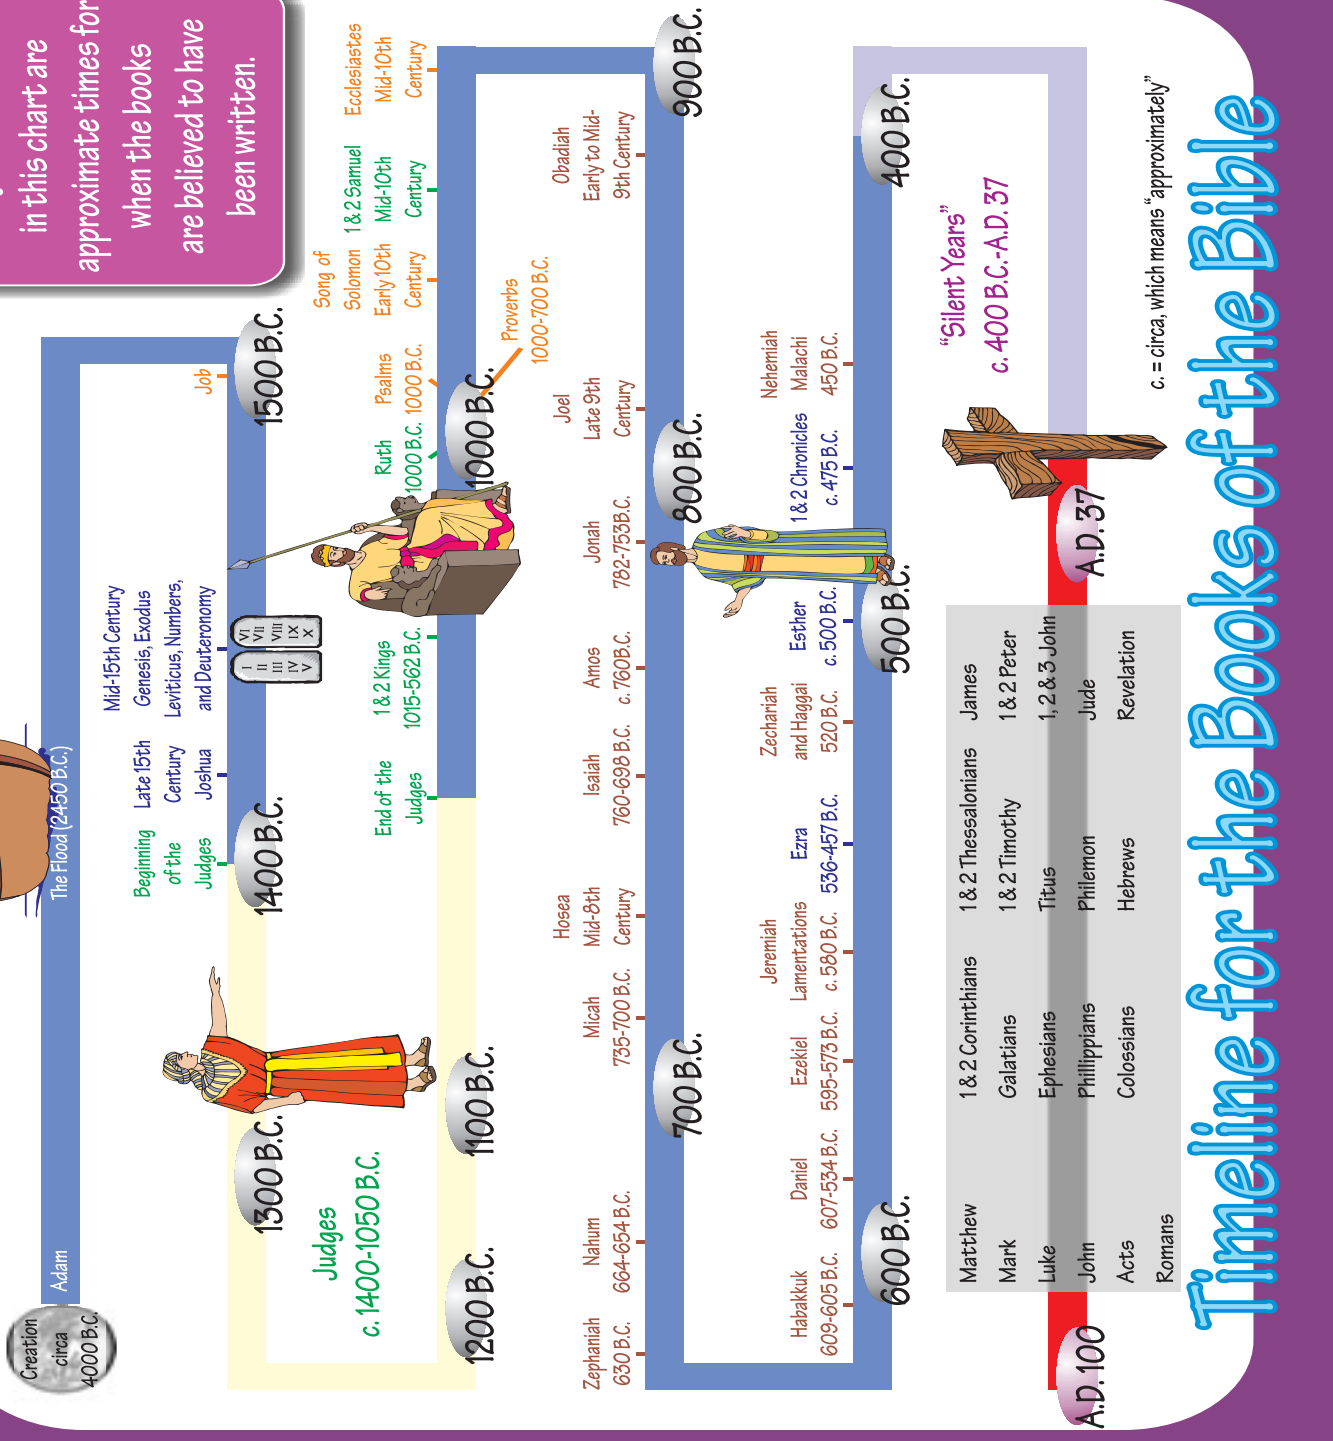 in this chart are
approximate times for
when the books
are believed to have
been written.
Creation
circa
4000 B.C.
Adam
The Flood (2450 B.C.)
Job
1500 B.C.
Mid-15th Century
Genesis, Exodus
Leviticus, Numbers,
and Deuteronomy
I
II
III
IV
V
VI
VII
VIII
IX
X
Late 15th
Century
Joshua
Beginning
of the
Judges
1400 B.C.
1300 B.C.
Judges
c. 1400-1050 B.C.
1200 B.C.
1100 B.C.
End of the
Judges
1 & 2 Kings
1015-562 B.C.
Ruth
1000 B.C.
Psalms
1000 B.C.
1000 B.C.
Proverbs
1000-700 B.C.
Song of
Solomon
Early 10th
Century
1 & 2 Samuel
Mid-10th
Century
Ecclesiastes
Mid-10th
Century
900 B.C.
Obadiah
Early to Mid-
9th Century
Joel
Late 9th
Century
800 B.C.
Jonah
782-753B.C.
Amos
c. 760B.C.
Isaiah
760-698 B.C.
Hosea
Mid-8th
Century
Micah
735-700 B.C.
700 B.C.
Nahum
664-654 B.C.
Zephaniah
630 B.C.
Habakkuk
609-605 B.C.
600 B.C.
Daniel
607-534 B.C.
Ezekiel
595-573 B.C.
Jeremiah
Lamentations
c. 580 B.C.
Ezra
536-457 B.C.
Zechariah
and Haggai
520 B.C.
Esther
c. 500 B.C.
500 B.C.
1 & 2 Chronicles
c. 475 B.C.
Nehemiah
Malachi
450 B.C.
400 B.C.
"Silent Years"
c. 400 B.C.-A.D. 37
A.D. 37
Matthew
Mark
Luke
John
Acts
Romans
1 & 2 Corinthians
Galatians
Ephesians
Phillippians
Colossians
1 & 2 Thessalonians
1 & 2 Timothy
Titus
Philemon
Hebrews
James
1 & 2 Peter
1, 2 & 3 John
Jude
Revelation
A.D. 100
c. = circa, which means "approximately"
Timeline for the Books of the Bible